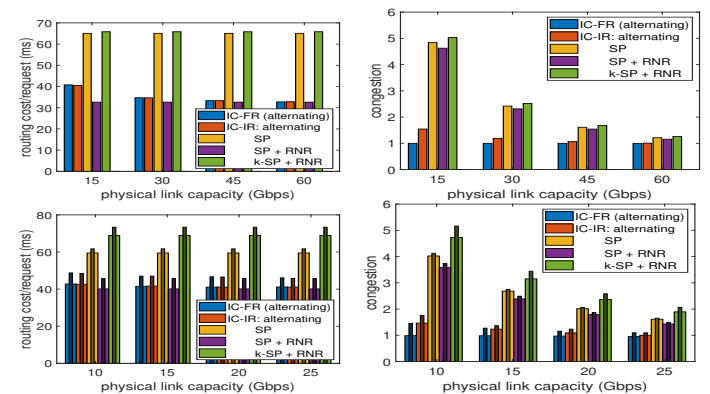 routing cost/request (ms)
70
60
50
40
30
20
10
0
IC-FR (alternating)
IC-IR: alternating
SP
SP + RNR
k-SP + RNR
15 30 45 60
physical link capacity (Gbps)
congestion
6
5
4
3
2
1
0
IC-FR (alternating)
IC-IR: alternating
SP
SP + RNR
k-SP + RNR
15 30 45 60
physical link capacity (Gbps)
routing cost/request (ms)
80
60
40
20
0
IC-FR (alternating)
IC-IR: alternating
SP
SP + RNR
k-SP + RNR
10 15 20 25
physical link capacity (Gbps)
congestion
6
5
4
3
2
1
0
IC-FR (alternating)
IC-IR: alternating
SP
SP + RNR
k-SP + RNR
10 15 20 25
physical link capacity (Gbps)